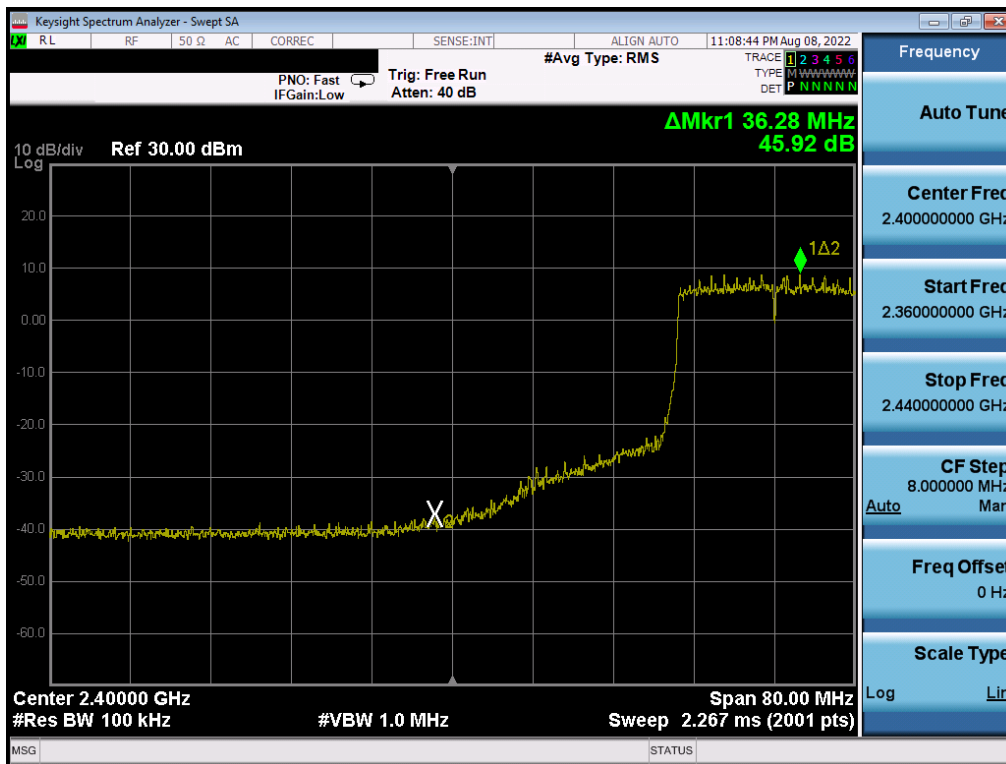 Keysight Spectrum Analyzer - Swept SA
LXI RL RF 50 Ω AC CORREC SENSE:INT ALIGN AUTO 11:08:44 PM Aug 08, 2022
#Avg Type: RMS
TRACE 1 2 3 4 5 6
TYPE M W W W W W
DET P N N N N N
PNO: Fast
IFGain:Low
Trig: Free Run
Atten: 40 dB
ΔMkr1 36.28 MHz
45.92 dB
10 dB/div
Log
Ref 30.00 dBm
20.0
10.0
0.00
-10.0
-20.0
-30.0
-40.0
-50.0
-60.0
1Δ2
X2
Center 2.40000 GHz
Span 80.00 MHz
#Res BW 100 kHz
#VBW 1.0 MHz
Sweep 2.267 ms (2001 pts)
MSG
STATUS
Frequency
Auto Tune
Center Freq
2.400000000 GHz
Start Freq
2.360000000 GHz
Stop Freq
2.440000000 GHz
CF Step
8.000000 MHz
Auto Man
Freq Offset
0 Hz
Scale Type
Log Lin